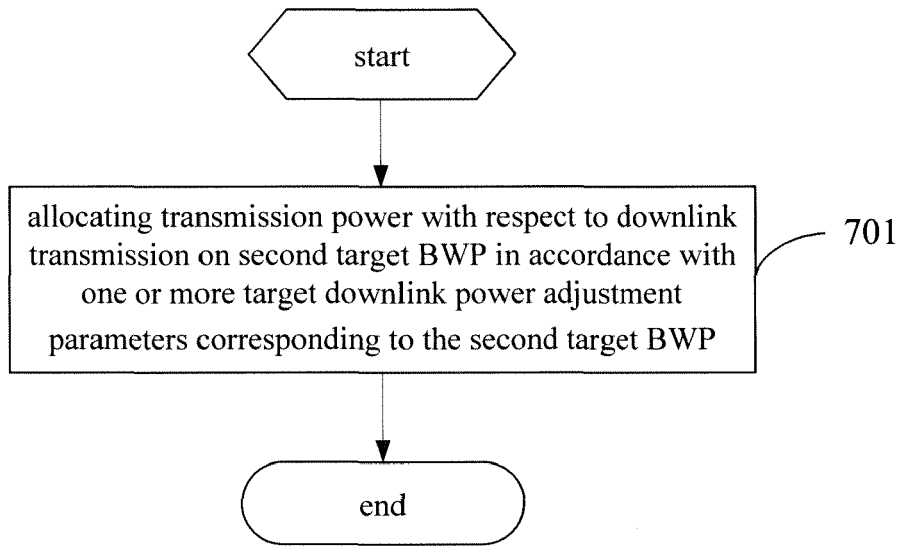 start
allocating transmission power with respect to downlink
transmission on second target BWP in accordance with
one or more target downlink power adjustment
parameters corresponding to the second target BWP
701
end